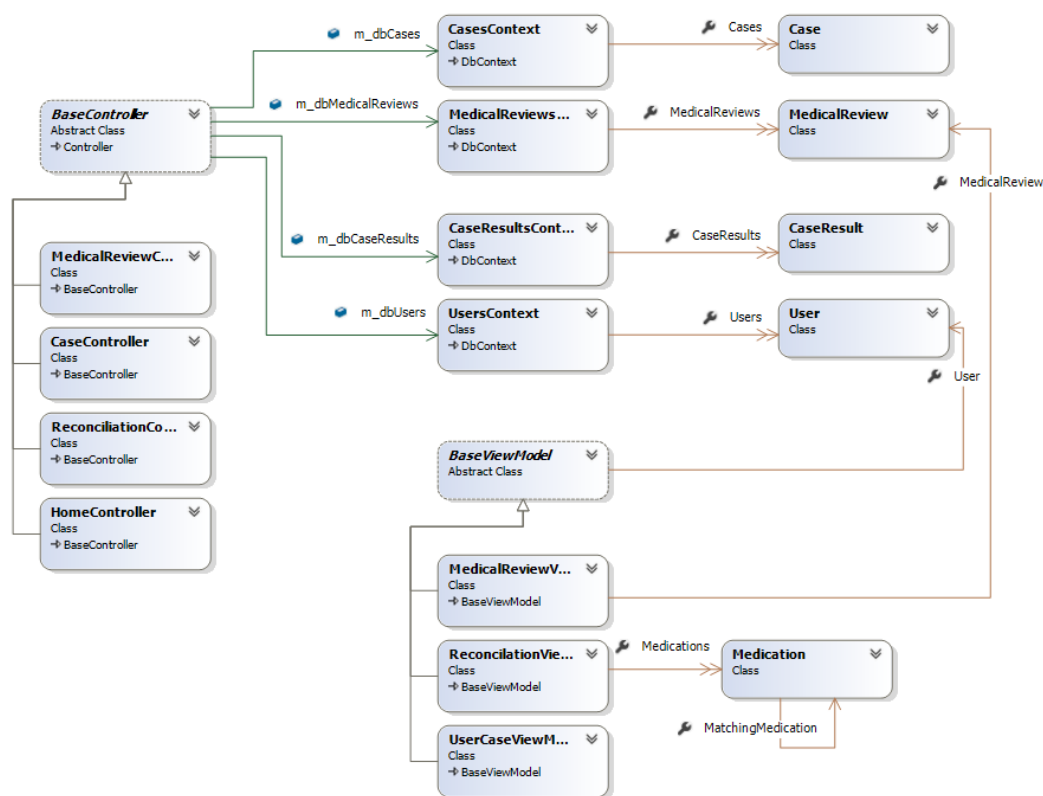 m_dbCases
CasesContext
Class
DbContext
Cases
Case
Class
BaseController
Abstract Class
Controller
m_dbMedicalReviews
MedicalReviews...
Class
DbContext
MedicalReviews
MedicalReview
Class
MedicalReview
m_dbCaseResults
CaseResultsCont...
Class
DbContext
CaseResults
CaseResult
Class
MedicalReviewC...
Class
BaseController
m_dbUsers
UsersContext
Class
DbContext
Users
User
Class
User
CaseController
Class
BaseController
ReconciliationCo...
Class
BaseController
HomeController
Class
BaseController
BaseViewModel
Abstract Class
MedicalReviewV...
Class
BaseViewModel
ReconcilationVie...
Class
BaseViewModel
Medications
Medication
Class
MatchingMedication
UserCaseViewM...
Class
BaseViewModel